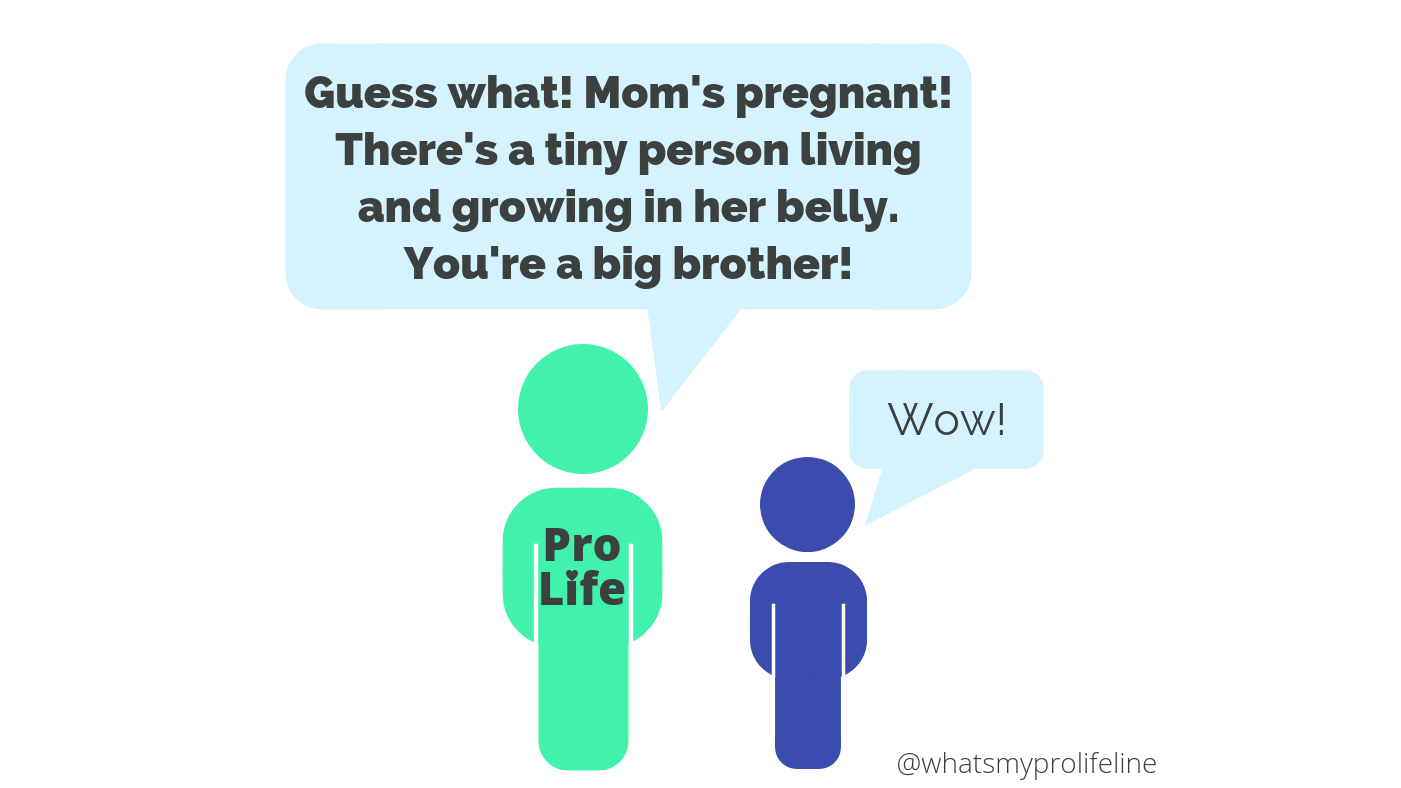 Guess what! Mom's pregnant!
There's a tiny person living
and growing in her belly.
You're a big brother!
Wow!
Pro
Life
@whatsmyprolifeline